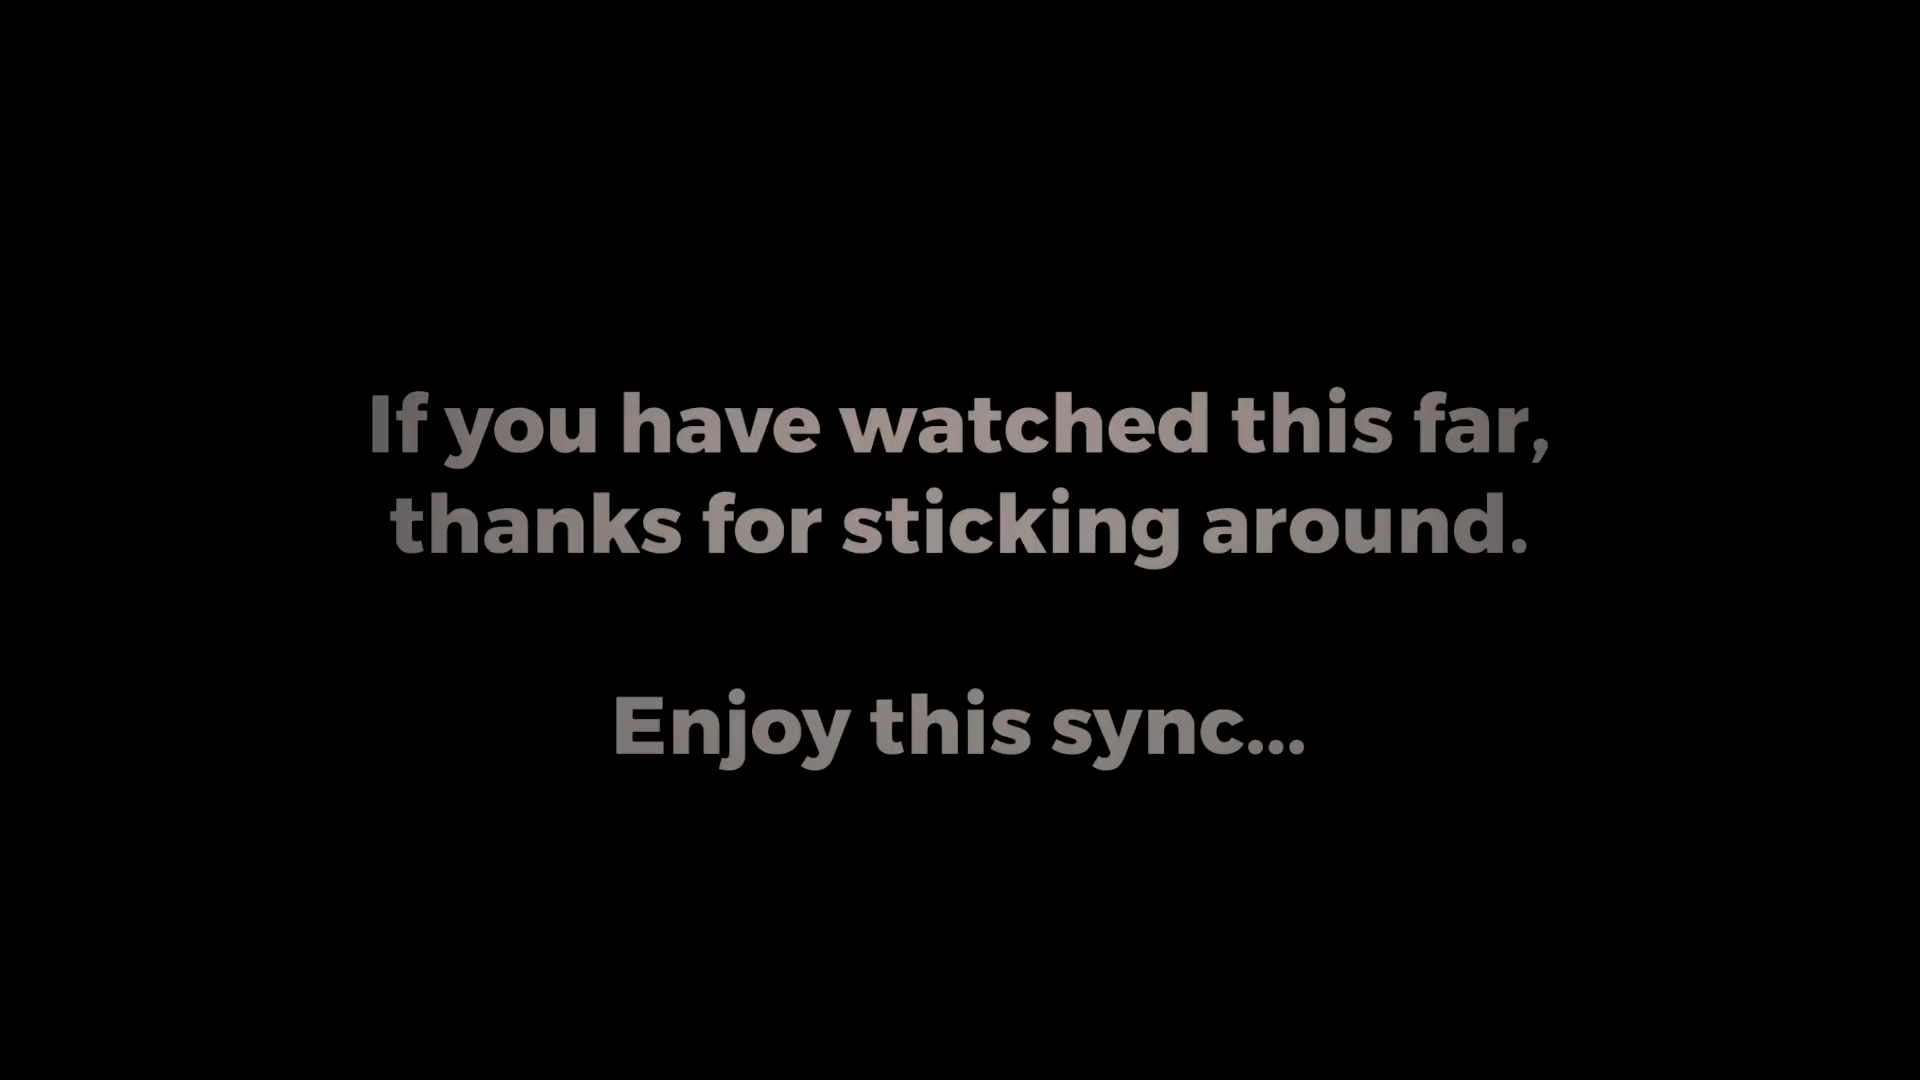 If you have watched this far,
thanks for sticking around.
Enjoy this sync...